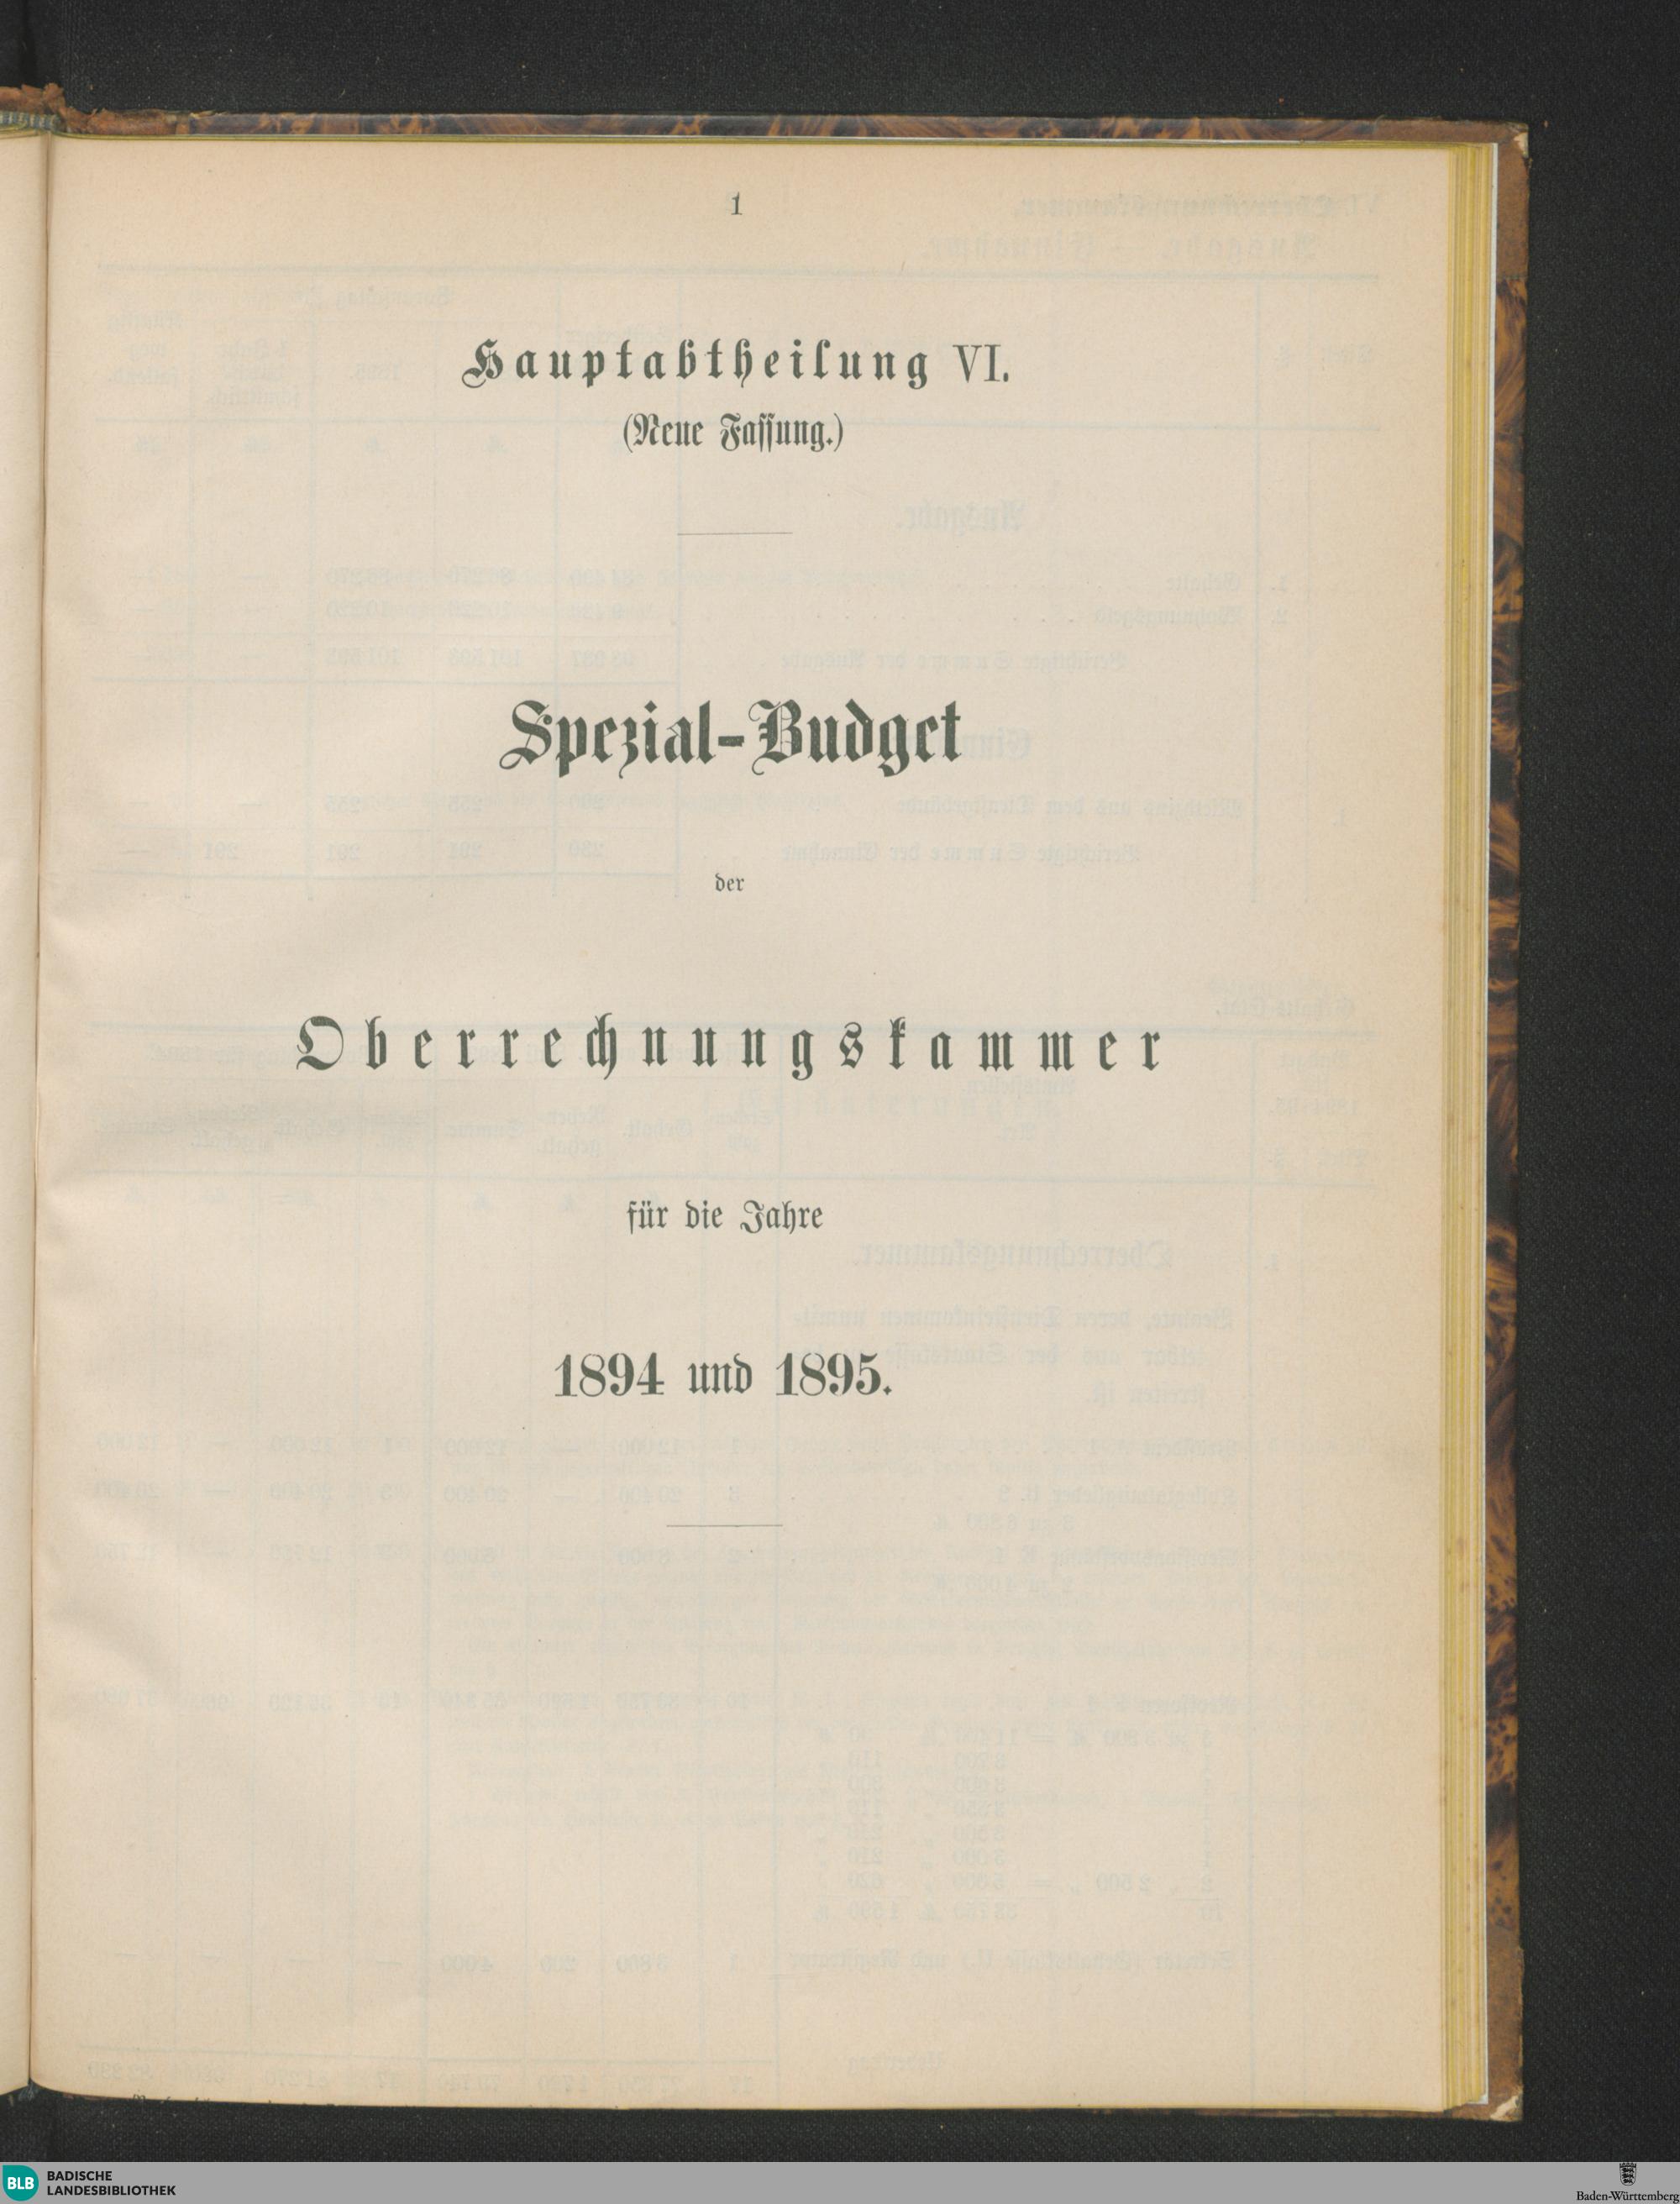 1
Hauptabtheilung VI.
(Neue Fassung.)
Spezial-Budget
der
Oberrechnungskammer
für die Jahre
1894 und 1895.
BLB
BADISCHE
LANDESBIBLIOTHEK
Baden-Württemberg